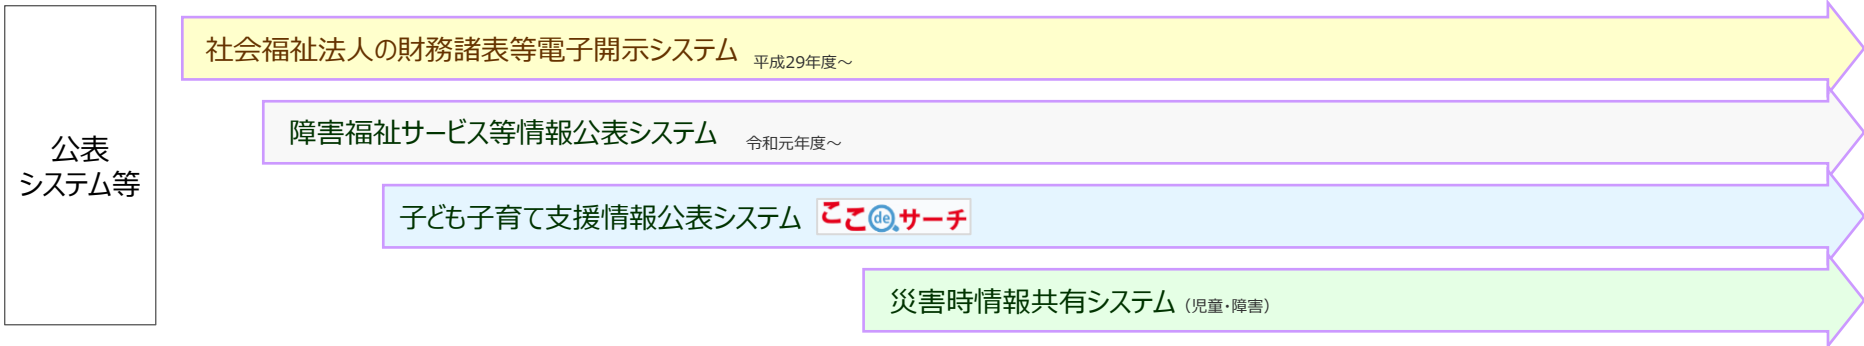 公表
システム等
社会福祉法人の財務諸表等電子開示システム 平成29年度～
障害福祉サービス等情報公表システム 令和元年度～
子ども子育て支援情報公表システム ここdeサーチ
災害時情報共有システム（児童・障害）